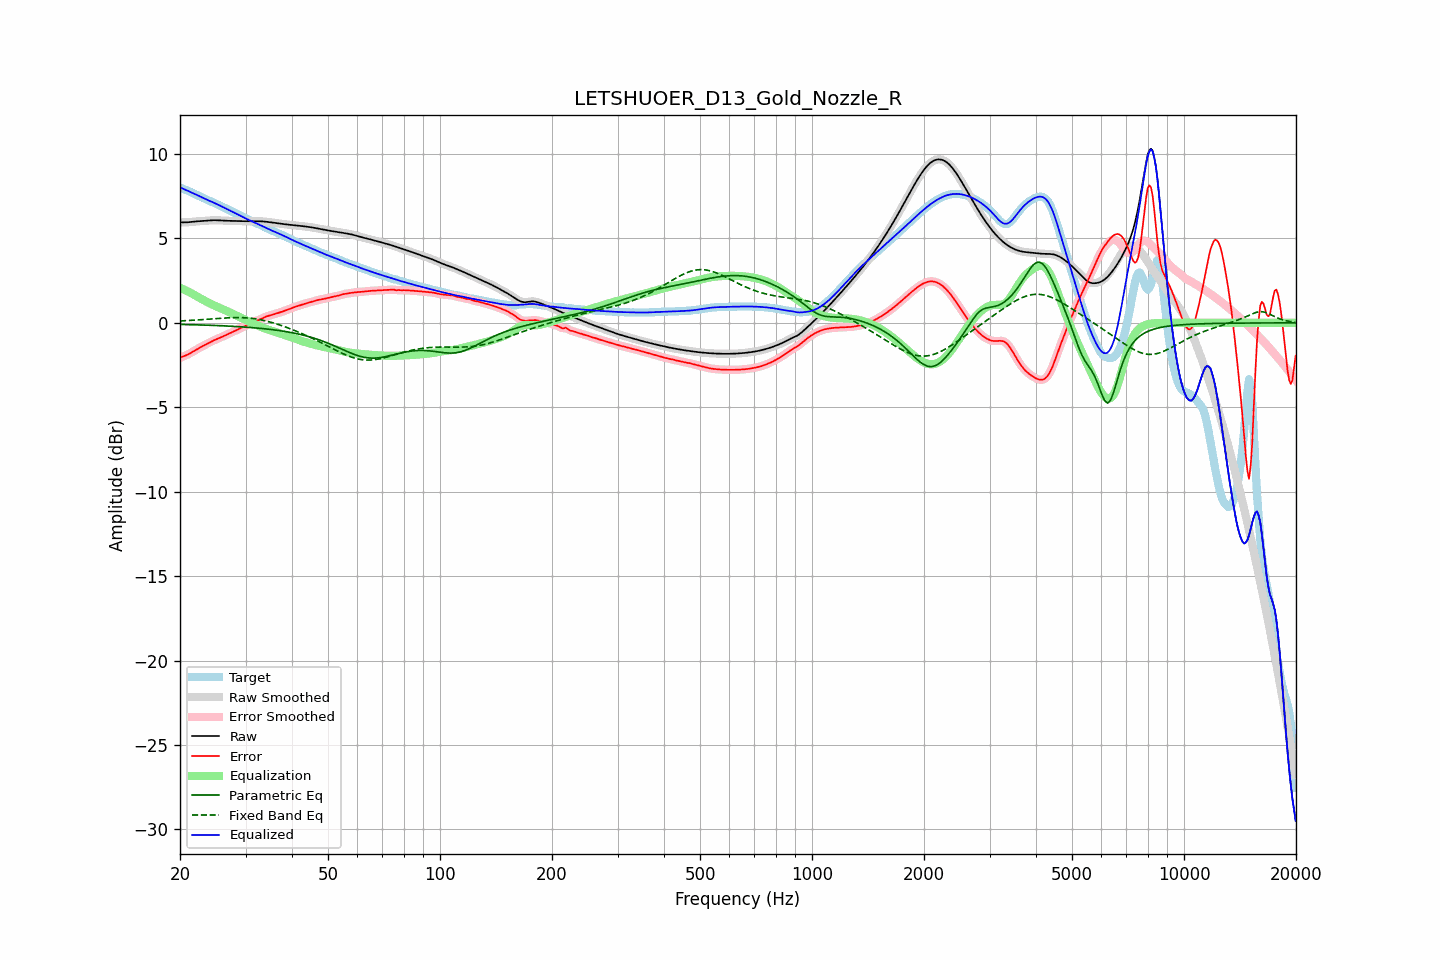 LETSHUOER_D13_Gold_Nozzle_R
Amplitude (dBr)
10
5
0
−5
−10
−15
−20
−25
−30
Target
Raw Smoothed
Error Smoothed
Raw
Error
Equalization
Parametric Eq
Fixed Band Eq
Equalized
20 50 100 200 500 1000 2000 5000 10000 20000
Frequency (Hz)